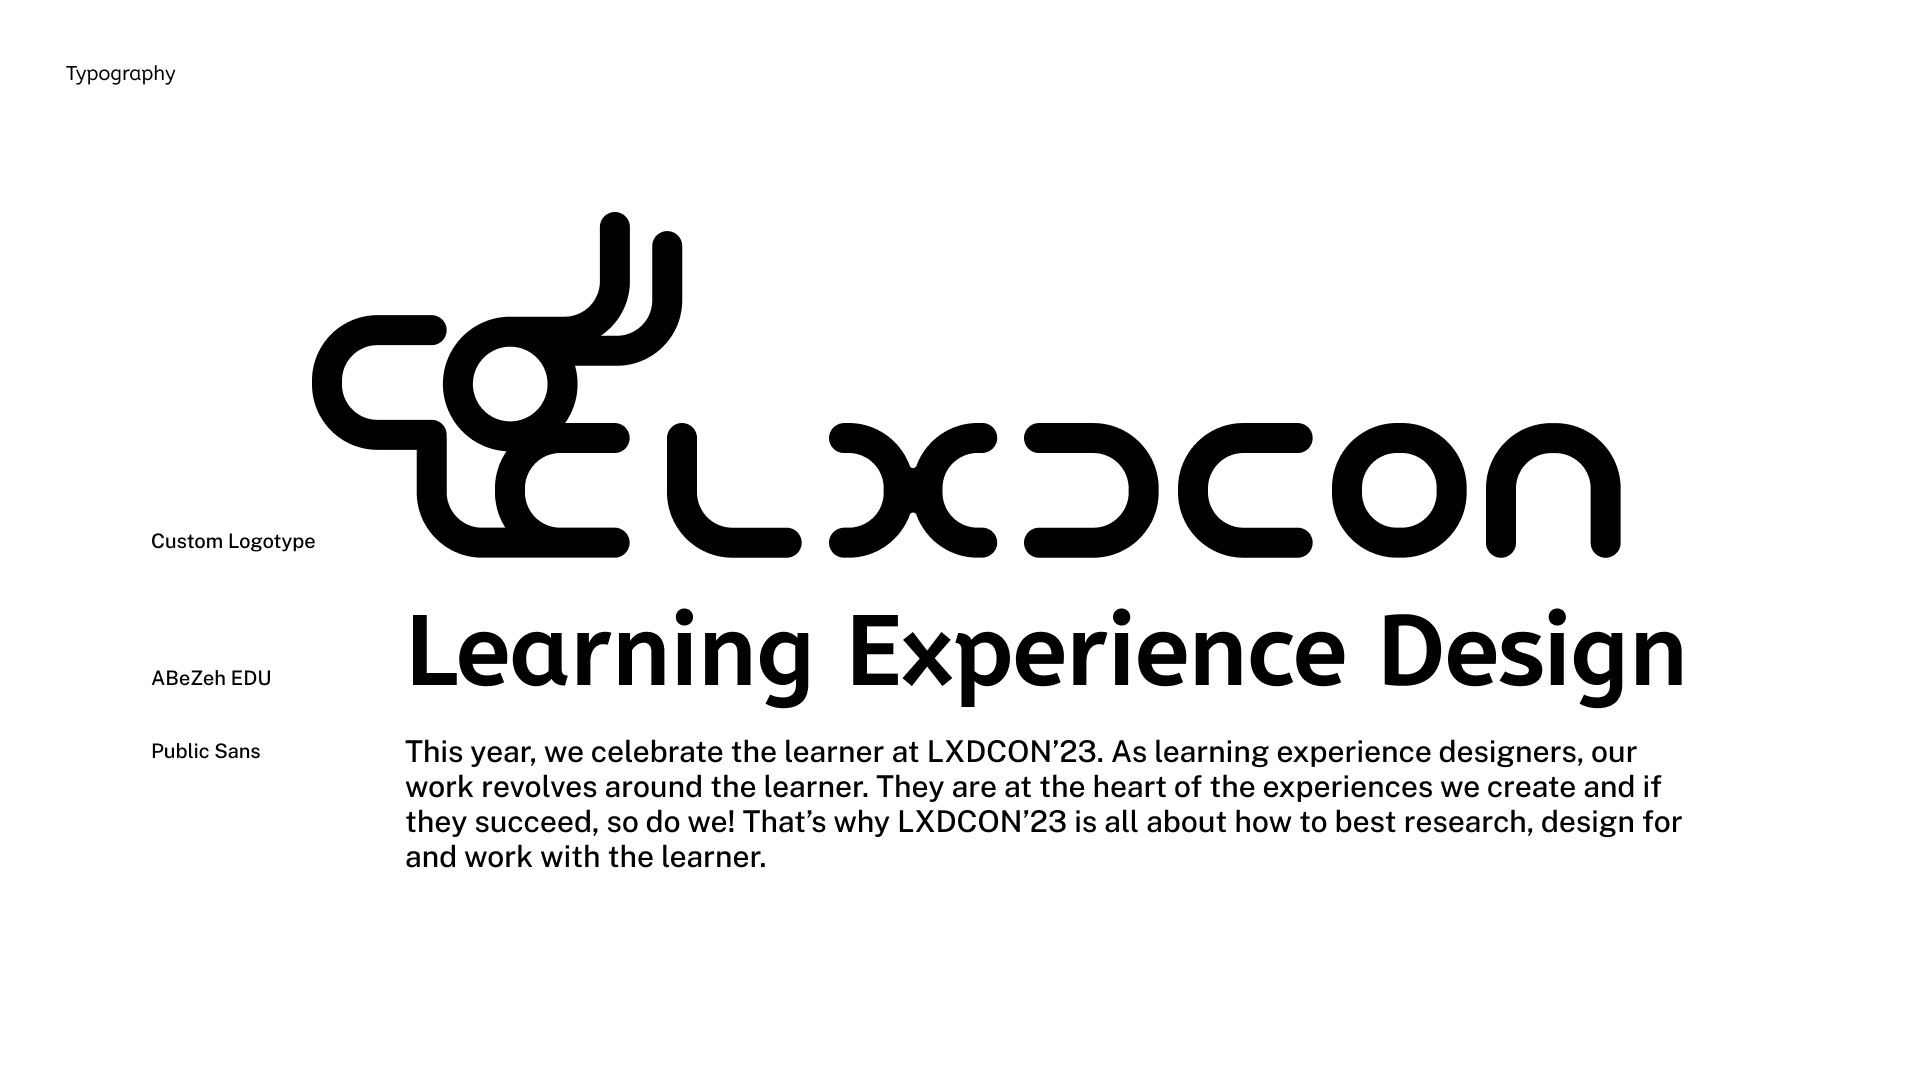 Typography
LXDCON
Custom Logotype
Learning Experience Design
ABeZeh EDU
Public Sans
This year, we celebrate the learner at LXDCON’23. As learning experience designers, our
work revolves around the learner. They are at the heart of the experiences we create and if
they succeed, so do we! That’s why LXDCON’23 is all about how to best research, design for
and work with the learner.